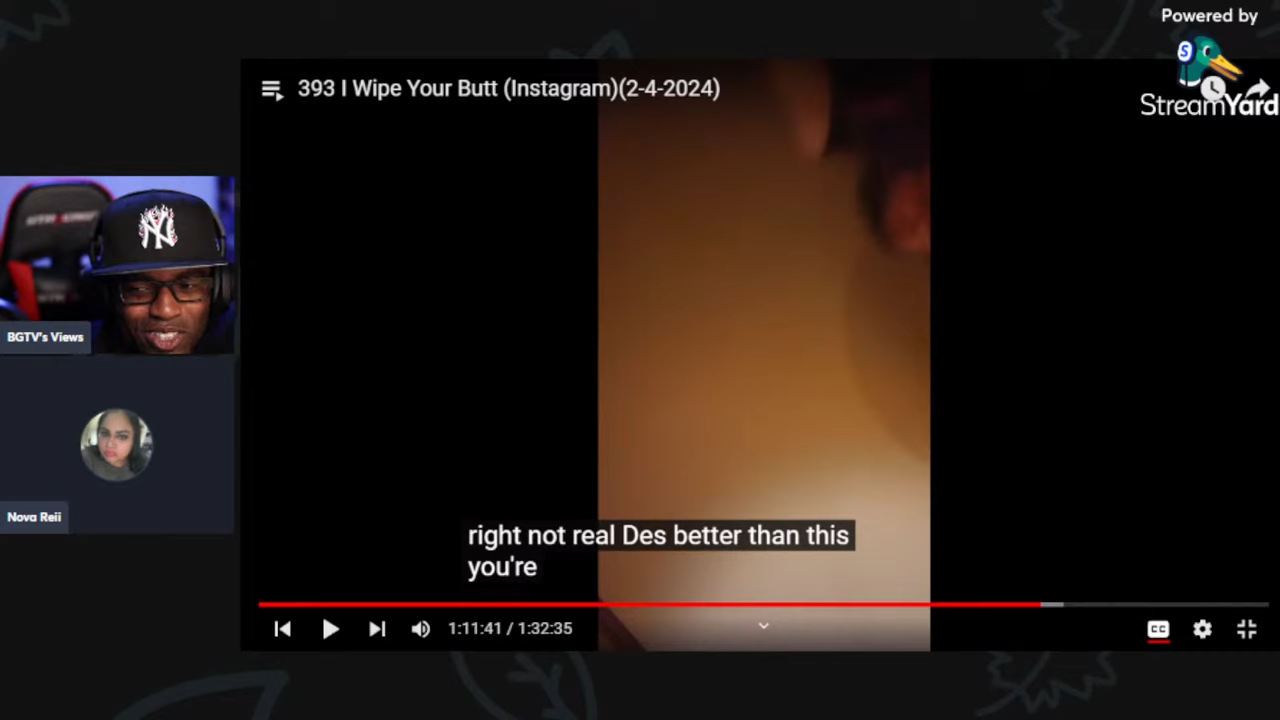 Powered by
StreamYard
393 I Wipe Your Butt (Instagram)(2-4-2024)
NY
BGTV's Views
Nova Reii
right not real Des better than this
you're
1:11:41 / 1:32:35
CC